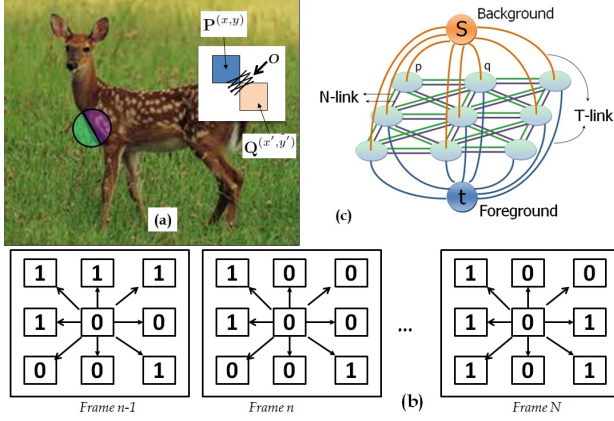 P^(x,y)
O
Q^(x',y')
(a)
Background
S
p q
N-link
T-link
t
Foreground
(c)
1 1 1
1 0 0
0 0 1
Frame n-1
1 0 0
1 0 0
0 0 1
Frame n
...
(b)
1 0 0
1 0 1
0 0 1
Frame N